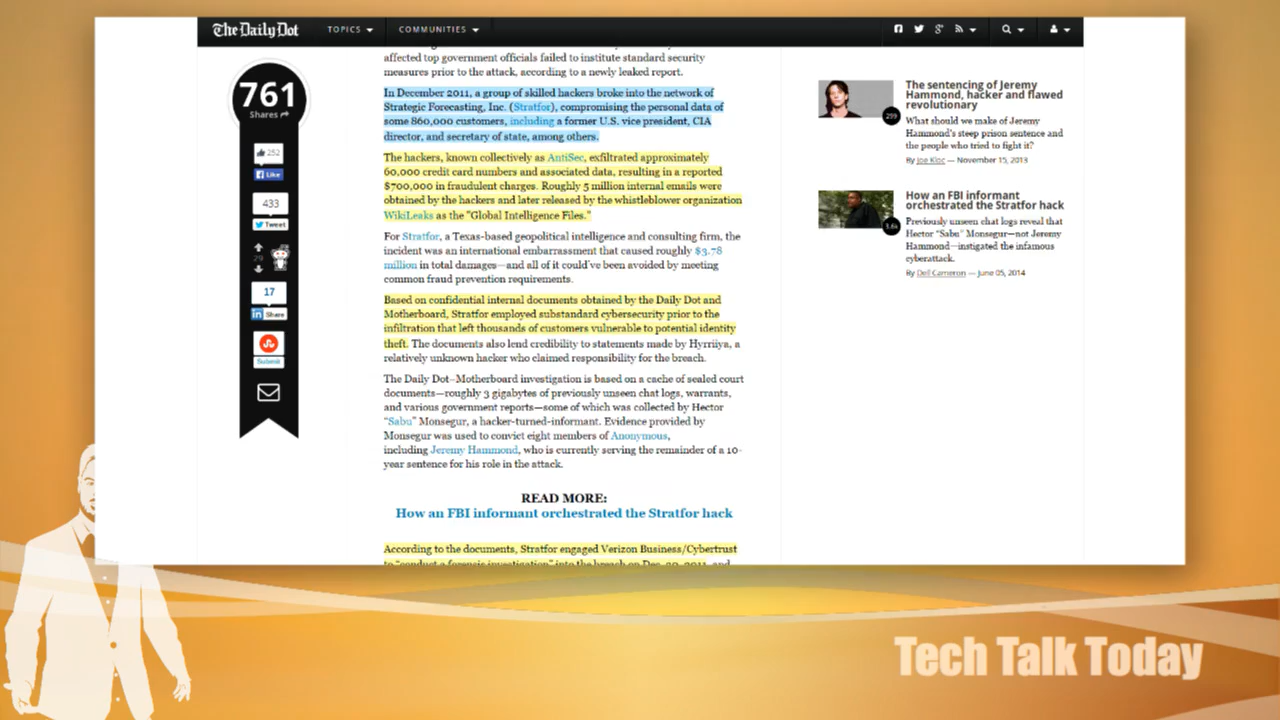 The Daily Dot
TOPICS
COMMUNITIES
761
Shares
252
Like
433
Tweet
29
17
in Share
Submit
affected top government officials failed to institute standard security
measures prior to the attack, according to a newly leaked report.
In December 2011, a group of skilled hackers broke into the network of
Strategic Forecasting, Inc. (Stratfor), compromising the personal data of
some 860,000 customers, including a former U.S. vice president, CIA
director, and secretary of state, among others.
The hackers, known collectively as AntiSec, exfiltrated approximately
60,000 credit card numbers and associated data, resulting in a reported
$700,000 in fraudulent charges. Roughly 5 million internal emails were
obtained by the hackers and later released by the whistleblower organization
WikiLeaks as the "Global Intelligence Files."
For Stratfor, a Texas-based geopolitical intelligence and consulting firm, the
incident was an international embarrassment that caused roughly $3.78
million in total damages—and all of it could've been avoided by meeting
common fraud prevention requirements.
Based on confidential internal documents obtained by the Daily Dot and
Motherboard, Stratfor employed substandard cybersecurity prior to the
infiltration that left thousands of customers vulnerable to potential identity
theft. The documents also lend credibility to statements made by Hyrriiya, a
relatively unknown hacker who claimed responsibility for the breach.
The Daily Dot–Motherboard investigation is based on a cache of sealed court
documents—roughly 3 gigabytes of previously unseen chat logs, warrants,
and various government reports—some of which was collected by Hector
"Sabu" Monsegur, a hacker-turned-informant. Evidence provided by
Monsegur was used to convict eight members of Anonymous,
including Jeremy Hammond, who is currently serving the remainder of a 10-
year sentence for his role in the attack.
READ MORE:
How an FBI informant orchestrated the Stratfor hack
According to the documents, Stratfor engaged Verizon Business/Cybertrust
to "conduct a forensic investigation" into the breach on Dec. 30, 2011, and
The sentencing of Jeremy
Hammond, hacker and flawed
revolutionary
299
What should we make of Jeremy
Hammond's steep prison sentence and
the people who tried to fight it?
By Joe Kloc — November 15, 2013
How an FBI informant
orchestrated the Stratfor hack
3.6k
Previously unseen chat logs reveal that
Hector "Sabu" Monsegur—not Jeremy
Hammond—instigated the infamous
cyberattack.
By Dell Cameron — June 05, 2014
Tech Talk Today